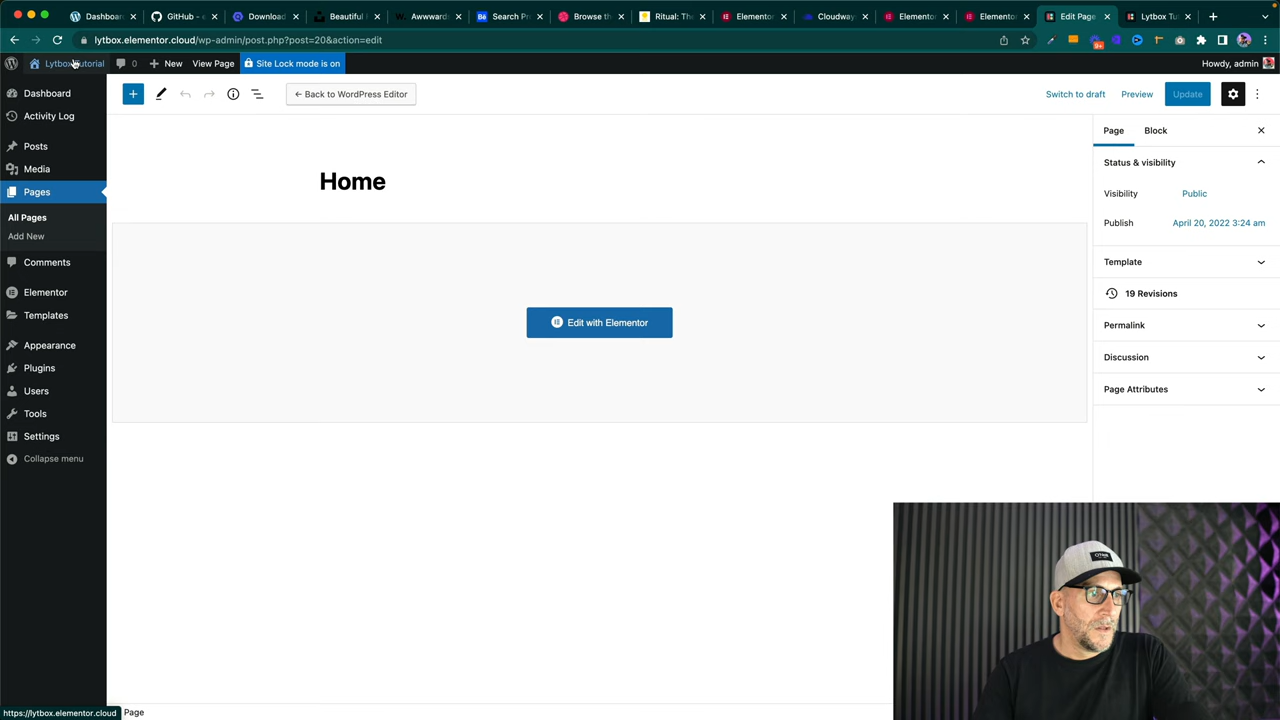 Dashboar
GitHub - e
Download
Beautiful
Awwward
Search Pr
Browse th
Ritual: The
Elementor
Cloudway
Elementor
Elementor
Edit Page
Lytbox Tu
lytbox.elementor.cloud/wp-admin/post.php?post=20&action=edit
Lytbox Tutorial
0
New
View Page
Site Lock mode is on
Howdy, admin
Dashboard
Activity Log
Posts
Media
Pages
All Pages
Add New
Comments
Elementor
Templates
Appearance
Plugins
Users
Tools
Settings
Collapse menu
← Back to WordPress Editor
Switch to draft
Preview
Update
Home
Edit with Elementor
Page
Block
Status & visibility
Visibility
Public
Publish
April 20, 2022 3:24 am
Template
19 Revisions
Permalink
Discussion
Page Attributes
https://lytbox.elementor.cloud
Page